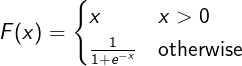 F(x) = { x   x > 0
1/(1+e^{-x})   otherwise